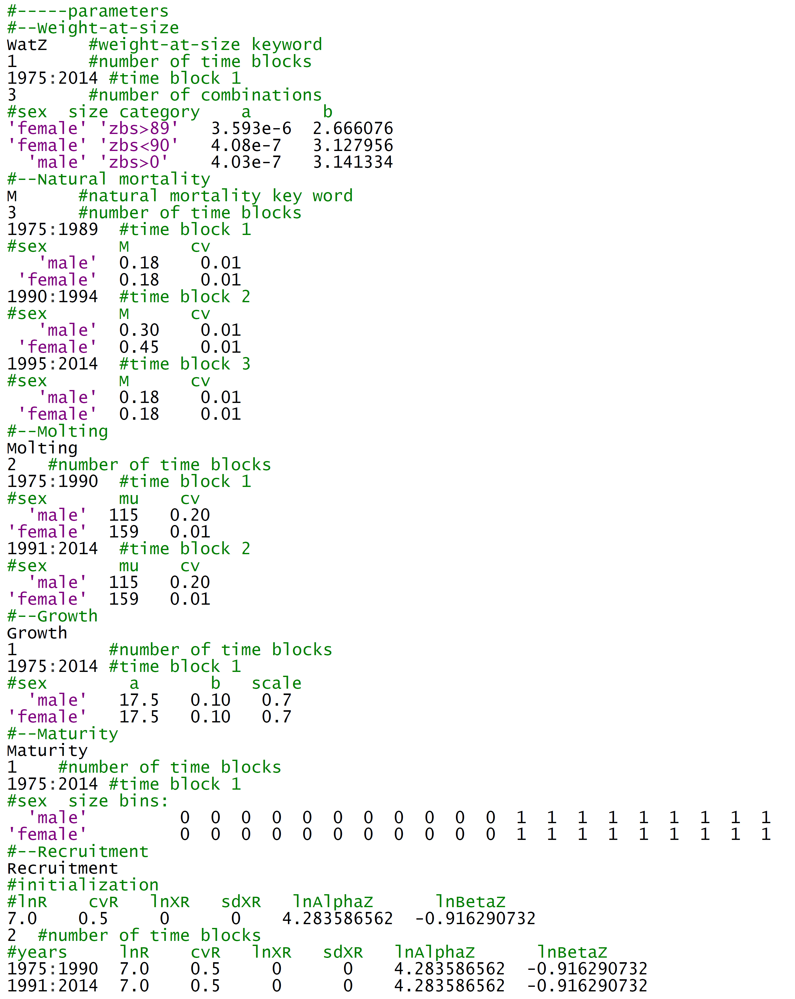 #-----parameters
#--Weight-at-size
WatZ    #weight-at-size keyword
1       #number of time blocks
1975:2014 #time block 1
3       #number of combinations
#sex  size category    a       b
'female' 'zbs>89'   3.593e-6  2.666076
'female' 'zbs<90'   4.08e-7   3.127956
  'male' 'zbs>0'    4.03e-7   3.141334
#--Natural mortality
M      #natural mortality key word
3      #number of time blocks
1975:1989  #time block 1
#sex       M      cv
   'male'  0.18    0.01
 'female'  0.18    0.01
1990:1994  #time block 2
#sex       M      cv
   'male'  0.30    0.01
 'female'  0.45    0.01
1995:2014  #time block 3
#sex       M      cv
   'male'  0.18    0.01
 'female'  0.18    0.01
#--Molting
Molting
2   #number of time blocks
1975:1990  #time block 1
#sex       mu    cv
  'male'  115   0.20
'female'  159   0.01
1991:2014  #time block 2
#sex       mu    cv
  'male'  115   0.20
'female'  159   0.01
#--Growth
Growth
1         #number of time blocks
1975:2014 #time block 1
#sex        a       b   scale
  'male'   17.5   0.10   0.7
'female'   17.5   0.10   0.7
#--Maturity
Maturity
1    #number of time blocks
1975:2014 #time block 1
#sex  size bins:
  'male'         0  0  0  0  0  0  0  0  0  0  0  1  1  1  1  1  1  1  1  1
'female'         0  0  0  0  0  0  0  0  0  0  0  1  1  1  1  1  1  1  1  1
#--Recruitment
Recruitment
#initialization
#lnR    cvR   lnXR   sdXR   lnAlphaZ      lnBetaZ
7.0    0.5     0      0    4.283586562  -0.916290732
2  #number of time blocks
#years     lnR    cvR   lnXR   sdXR   lnAlphaZ      lnBetaZ
1975:1990  7.0    0.5     0      0    4.283586562  -0.916290732
1991:2014  7.0    0.5     0      0    4.283586562  -0.916290732